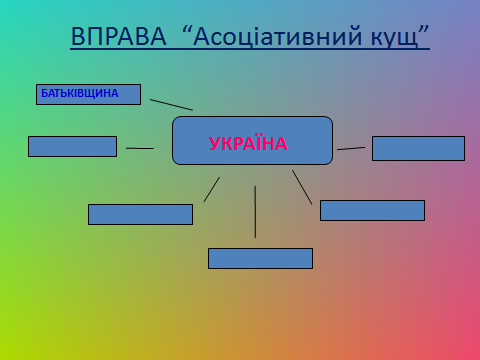 ВПРАВА “Асоціативний кущ”
БАТЬКІВЩИНА
УКРАЇНА